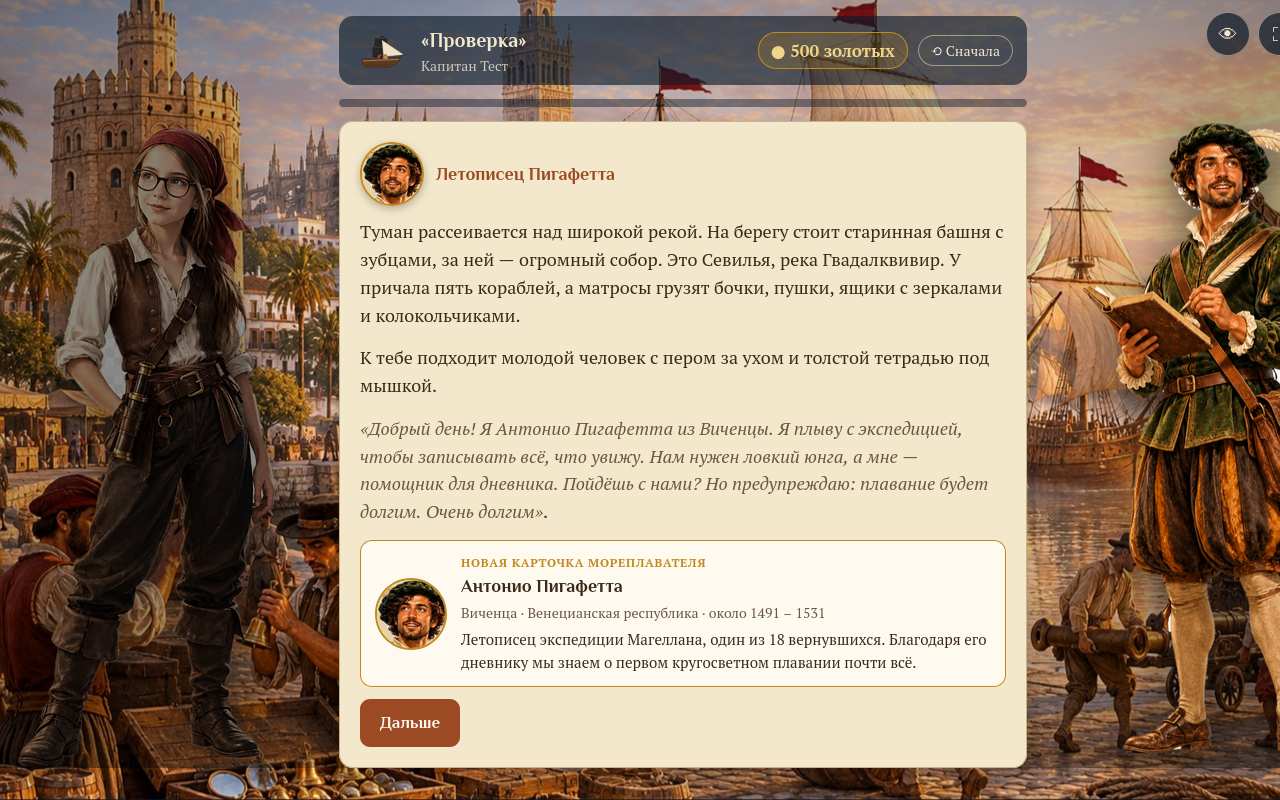 «Проверка»
Капитан Тест
500 золотых
⟲ Сначала
Летописец Пигафетта
Туман рассеивается над широкой рекой. На берегу стоит старинная башня с
зубцами, за ней — огромный собор. Это Севилья, река Гвадалквивир. У
причала пять кораблей, а матросы грузят бочки, пушки, ящики с зеркалами
и колокольчиками.
К тебе подходит молодой человек с пером за ухом и толстой тетрадью под
мышкой.
«Добрый день! Я Антонио Пигафетта из Виченцы. Я плыву с экспедицией,
чтобы записывать всё, что увижу. Нам нужен ловкий юнга, а мне —
помощник для дневника. Пойдёшь с нами? Но предупреждаю: плавание будет
долгим. Очень долгим».
НОВАЯ КАРТОЧКА МОРЕПЛАВАТЕЛЯ
Антонио Пигафетта
Виченца · Венецианская республика · около 1491 – 1531
Летописец экспедиции Магеллана, один из 18 вернувшихся. Благодаря его
дневнику мы знаем о первом кругосветном плавании почти всё.
Дальше